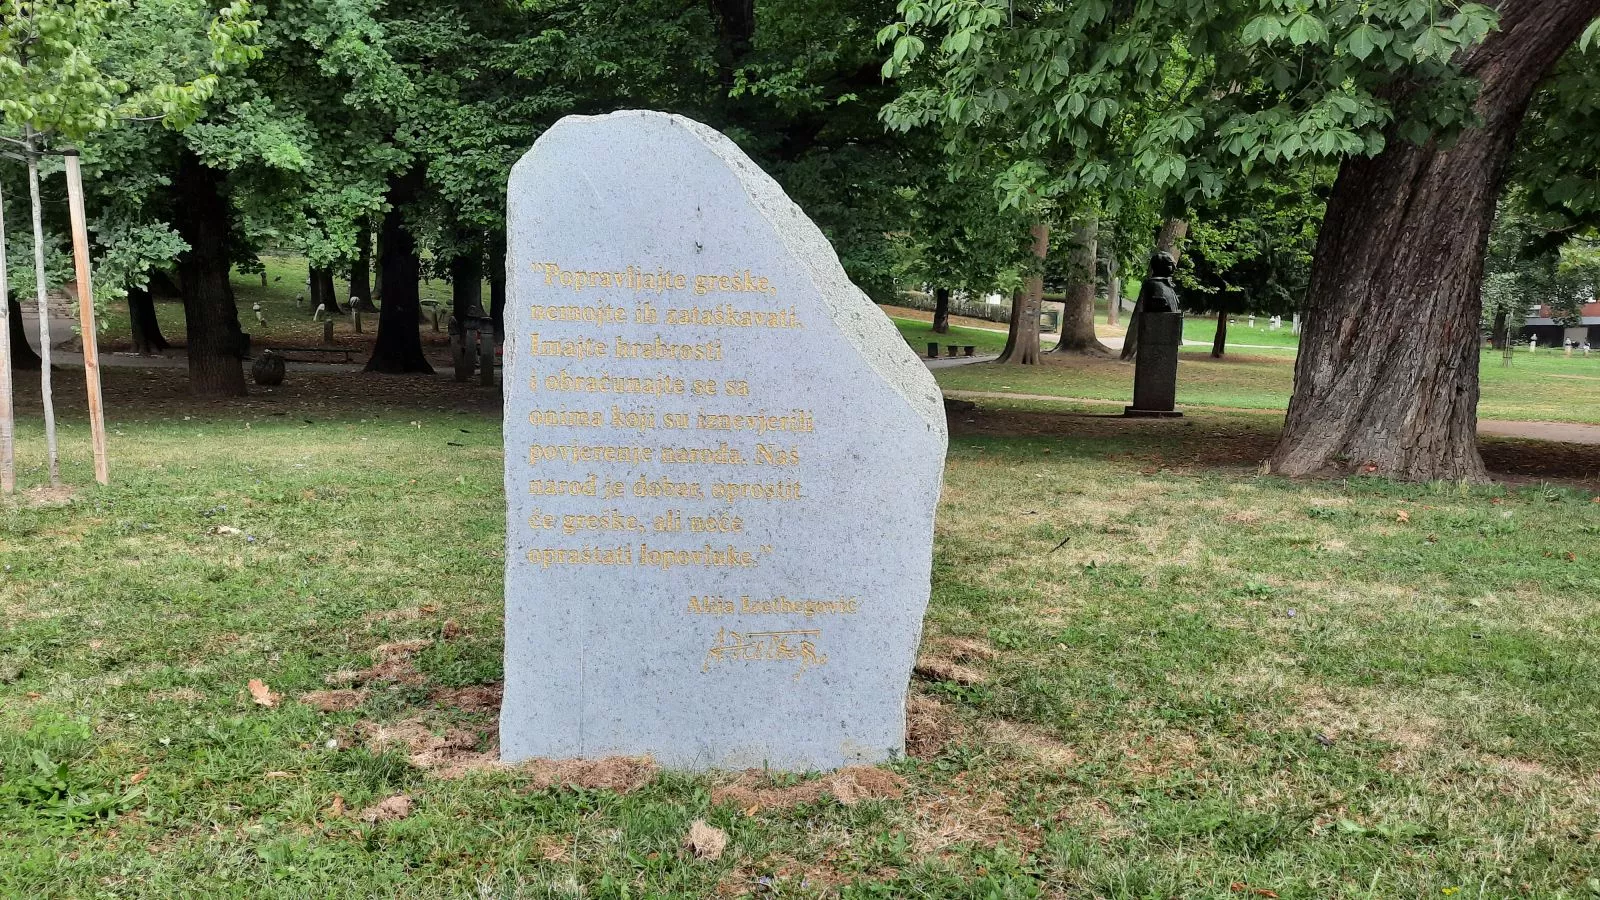 "Popravljajte greške,
nemojte ih zataškavati.
Imajte hrabrosti
i obračunajte se sa
onima koji su iznevjerili
povjerenje naroda. Naš
narod je dobar, oprostit
će greške, ali neće
opraštati lopovluke."
Alija Izetbegović